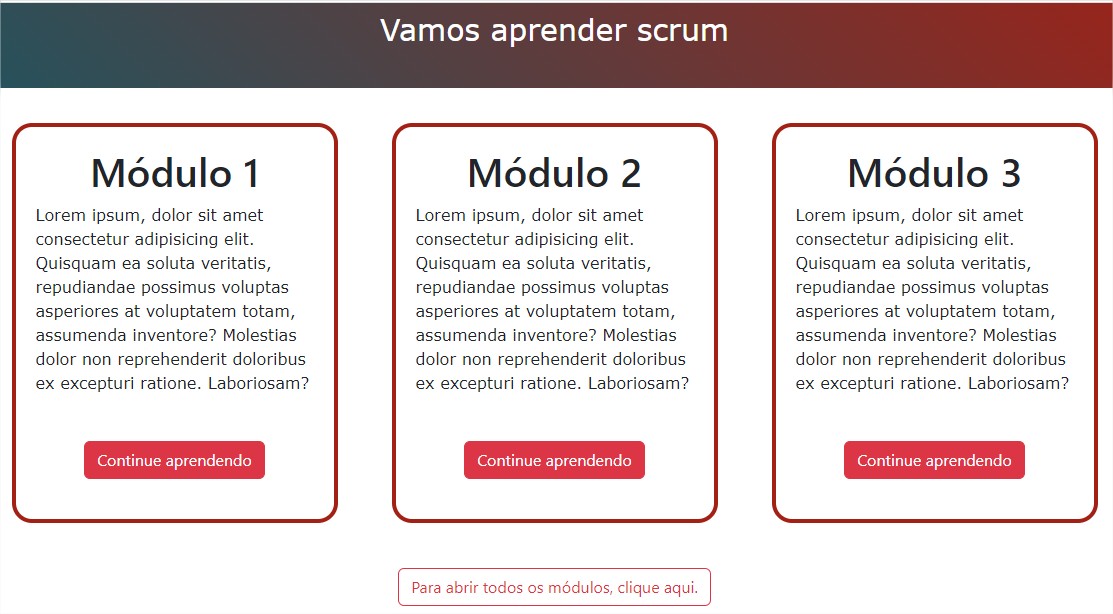 Vamos aprender scrum
Módulo 1
Lorem ipsum, dolor sit amet
consectetur adipisicing elit.
Quisquam ea soluta veritatis,
repudiandae possimus voluptas
asperiores at voluptatem totam,
assumenda inventore? Molestias
dolor non reprehenderit doloribus
ex excepturi ratione. Laboriosam?
Continue aprendendo
Módulo 2
Lorem ipsum, dolor sit amet
consectetur adipisicing elit.
Quisquam ea soluta veritatis,
repudiandae possimus voluptas
asperiores at voluptatem totam,
assumenda inventore? Molestias
dolor non reprehenderit doloribus
ex excepturi ratione. Laboriosam?
Continue aprendendo
Módulo 3
Lorem ipsum, dolor sit amet
consectetur adipisicing elit.
Quisquam ea soluta veritatis,
repudiandae possimus voluptas
asperiores at voluptatem totam,
assumenda inventore? Molestias
dolor non reprehenderit doloribus
ex excepturi ratione. Laboriosam?
Continue aprendendo
Para abrir todos os módulos, clique aqui.